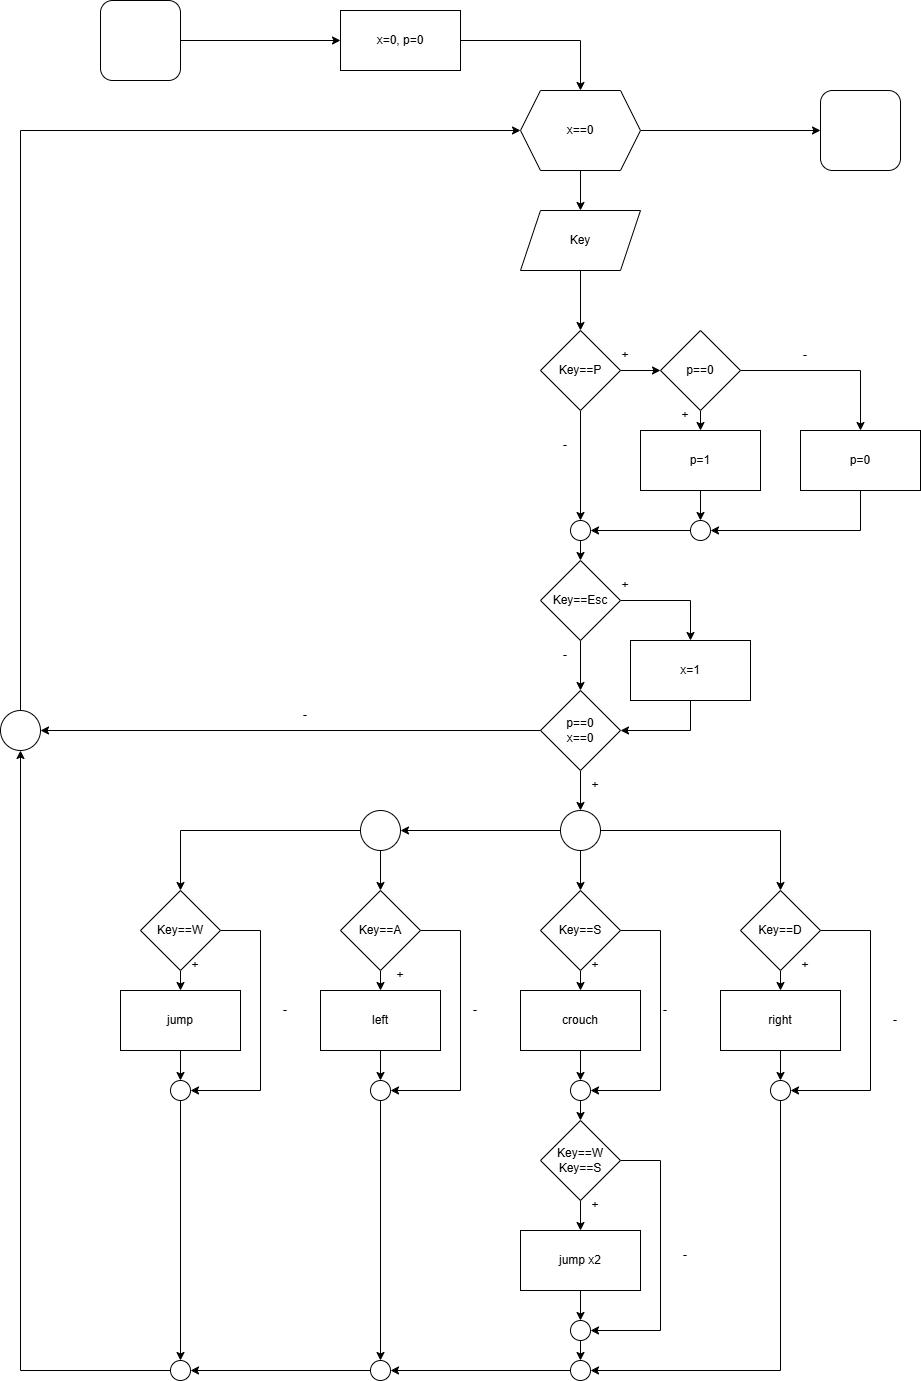 x=0, p=0
x==0
Key
Key==P
+
p==0
-
+
-
p=1
p=0
Key==Esc
+
-
x=1
p==0
x==0
-
+
Key==W
Key==A
Key==S
Key==D
+
+
+
+
jump
-
left
-
crouch
-
right
-
Key==W
Key==S
+
jump x2
-